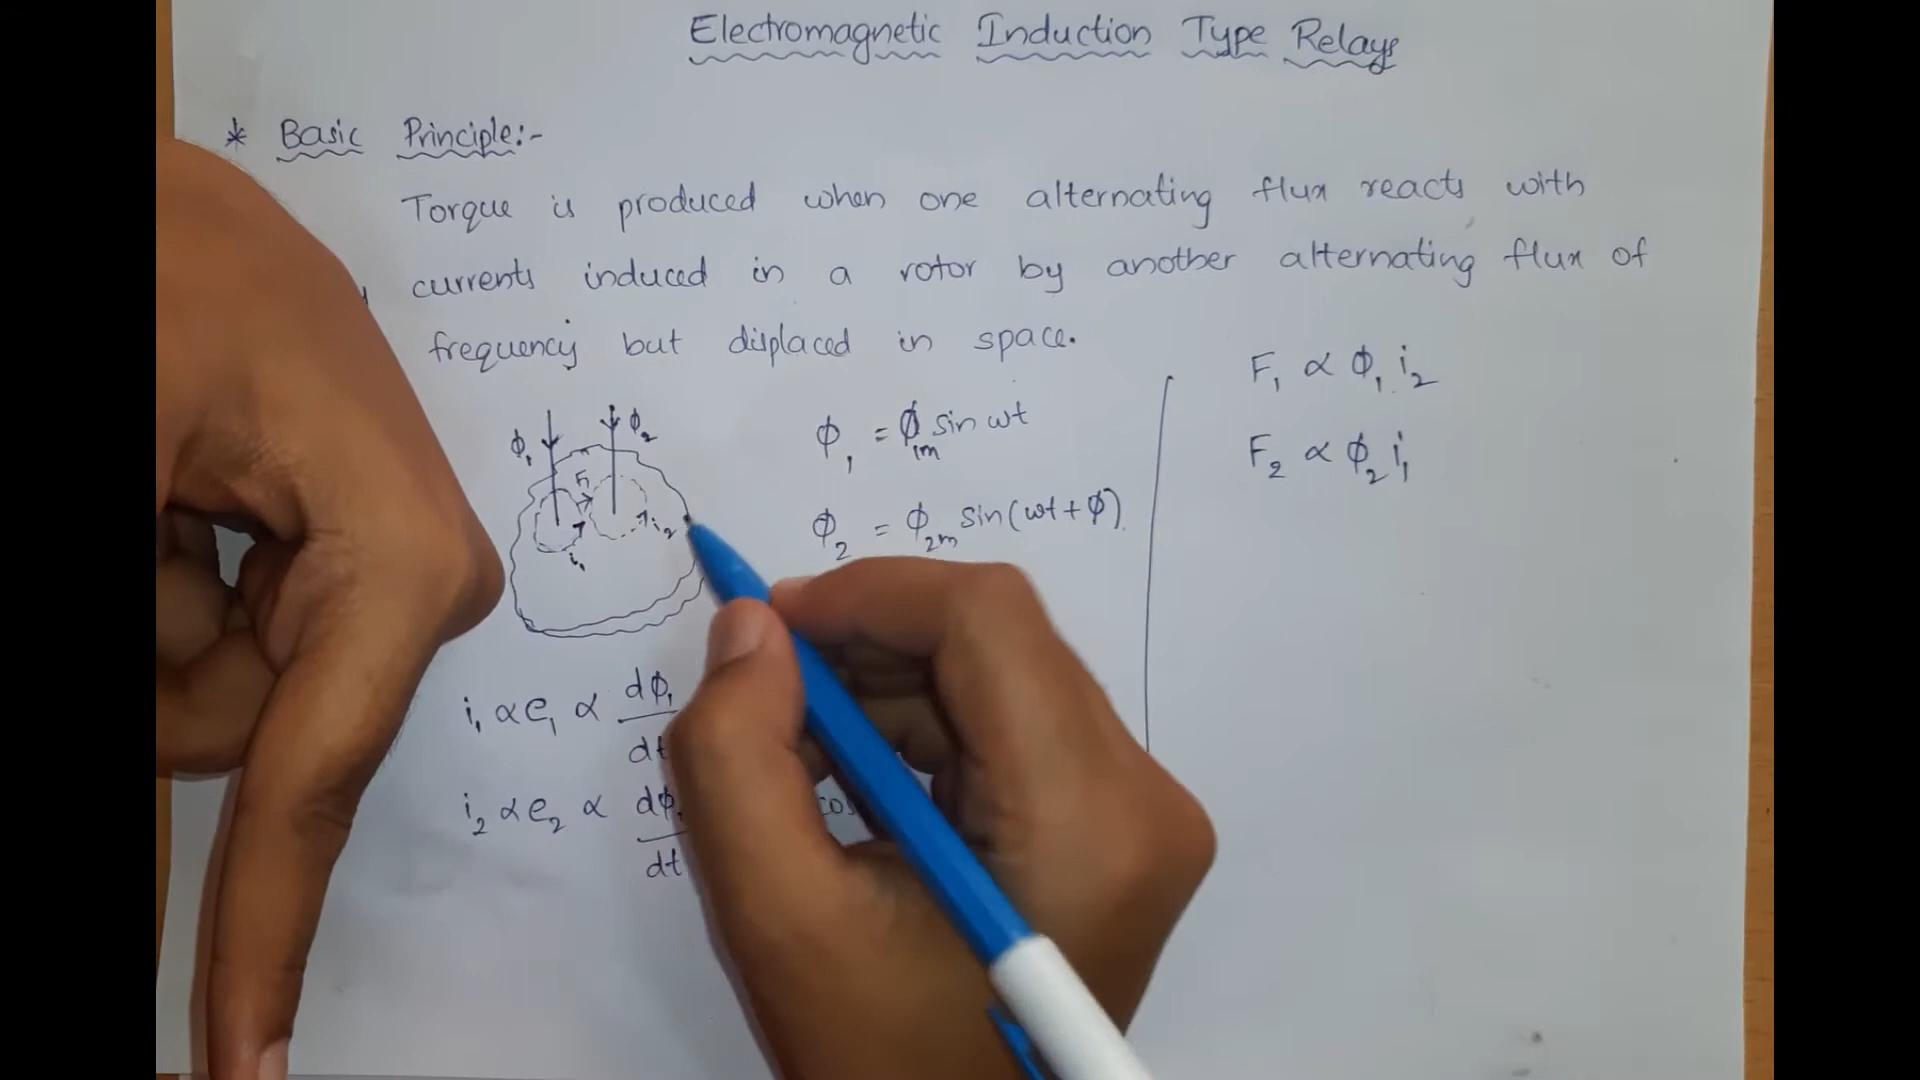 Electromagnetic Induction Type Relays
* Basic Principle:-
Torque is produced when one alternating flux reacts with
currents induced in a rotor by another alternating flux of
frequency but displaced in space.
F₁ ∝ ϕ₁ i₂
ϕ₁ ϕ₂
ϕ₁ = ϕ₁m sin ωt
F₂ ∝ ϕ₂ i₁
F₁
i₂
i₁
ϕ₂ = ϕ₂m sin(ωt + ϕ)
i₁ ∝ e₁ ∝ dϕ₁/dt
i₂ ∝ e₂ ∝ dϕ/dt cos